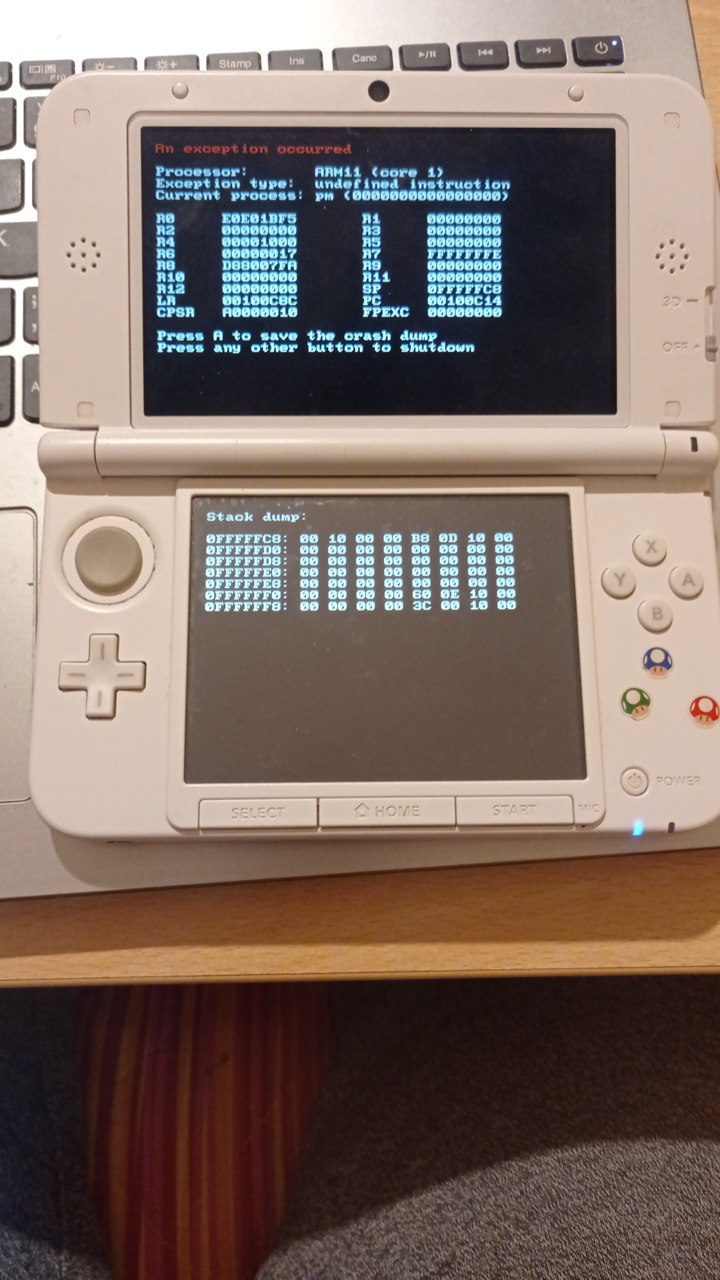 F10
Stamp
Ins
Canc
K
A
An exception occurred
Processor: ARM11 (core 1)
Exception type: undefined instruction
Current process: pm (0000000000000000)
R0 E0E01BF5 R1 00000000
R2 00000000 R3 00000000
R4 00001000 R5 00000000
R6 00000017 R7 FFFFFFFE
R8 D88007FA R9 00000000
R10 00000000 R11 00000000
R12 00000000 SP 0FFFFFC8
LR 00100C8C PC 00100C14
CPSR A0000010 FPEXC 00000000
Press A to save the crash dump
Press any other button to shutdown
3D
OFF
Stack dump:
0FFFFFC8: 00 10 00 00 B8 0D 10 00
0FFFFFD0: 00 00 00 00 00 00 00 00
0FFFFFD8: 00 00 00 00 00 00 00 00
0FFFFFE0: 00 00 00 00 00 00 00 00
0FFFFFE8: 00 00 00 00 00 00 00 00
0FFFFFF0: 00 00 00 00 60 0E 10 00
0FFFFFF8: 00 00 00 00 3C 00 10 00
X
Y
A
B
POWER
SELECT
HOME
START
MIC